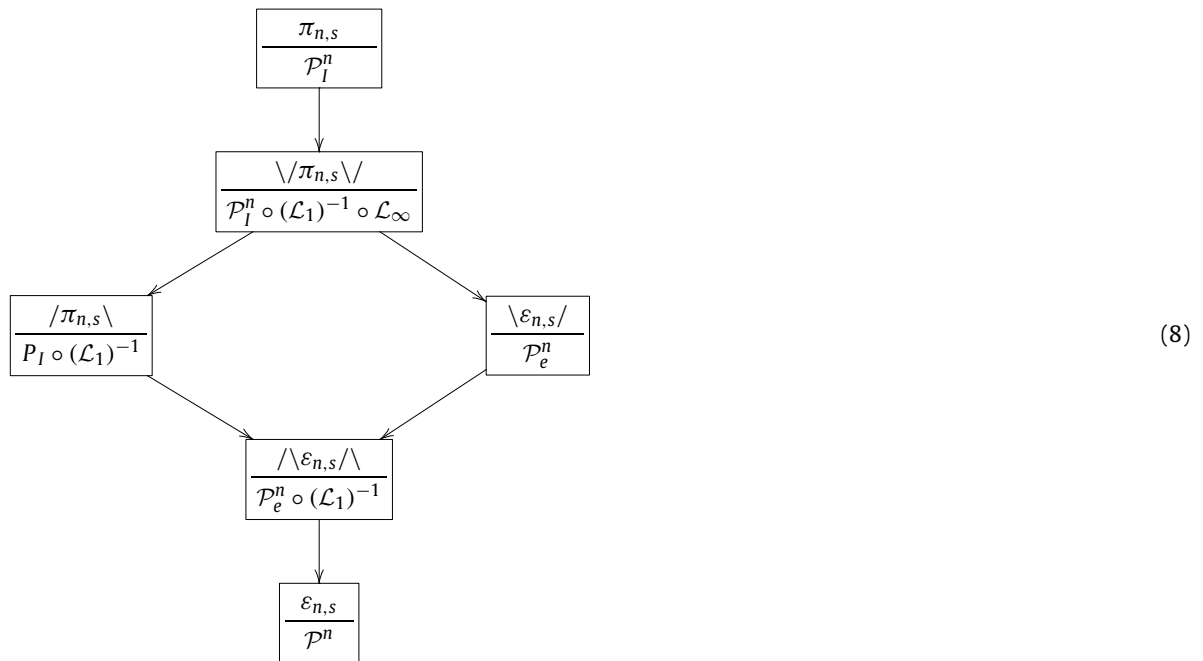 π_{n,s}
𝒫_I^n
\/π_{n,s}\/
𝒫_I^n ∘ (ℒ_1)^{-1} ∘ ℒ_∞
/π_{n,s}\
P_I ∘ (ℒ_1)^{-1}
\ε_{n,s}/
𝒫_e^n
(8)
/\ε_{n,s}/\
𝒫_e^n ∘ (ℒ_1)^{-1}
ε_{n,s}
𝒫^n